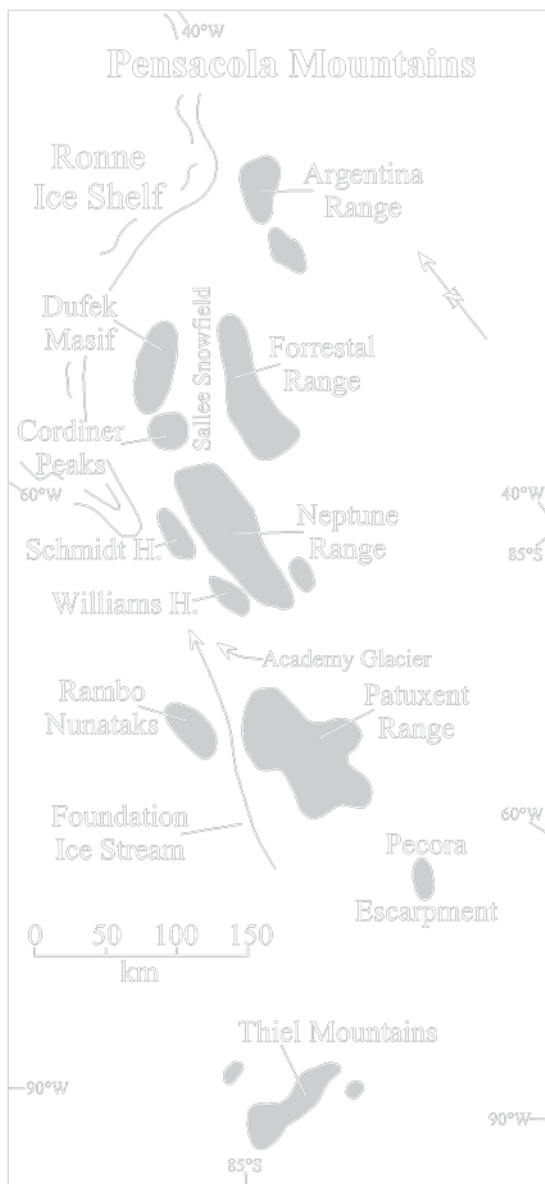 40°W
Pensacola Mountains
Ronne
Ice Shelf
Argentina
Range
N
Dufek
Masif
Sallee Snowfield
Forrestal
Range
Cordiner
Peaks
60°W
40°W
85°S
Neptune
Range
Schmidt H.
Williams H.
Academy Glacier
Rambo
Nunataks
Patuxent
Range
Foundation
Ice Stream
60°W
Pecora
Escarpment
0 50 100 150
km
Thiel Mountains
90°W
90°W
85°S